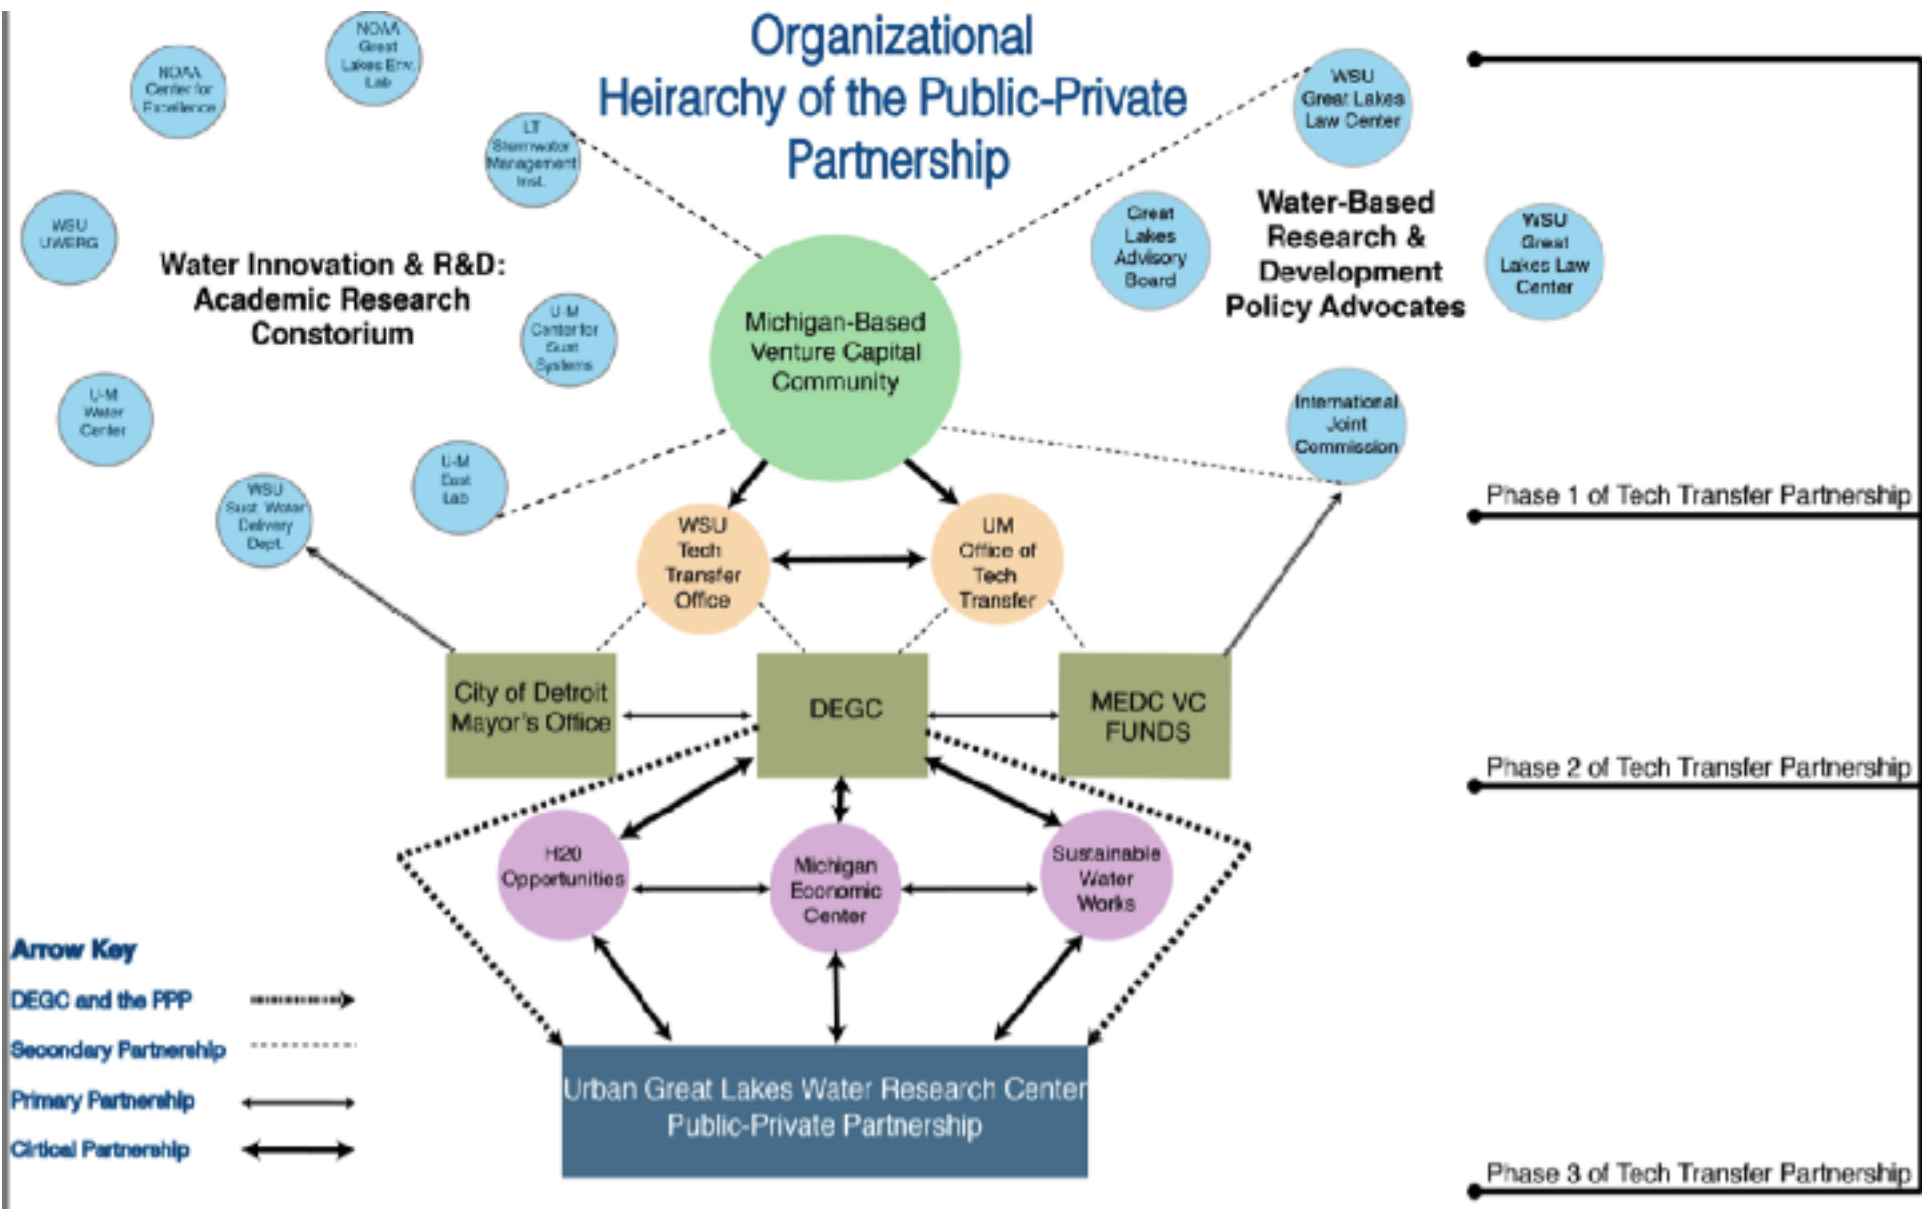 Organizational
Heirarchy of the Public-Private
Partnership
NOAA
Center for
Excellence
NOAA
Great
Lakes Env.
Lab
LT
Stormwater
Management
Inst.
WSU
UWERG
Water Innovation & R&D:
Academic Research
Constorium
U-M
Center for
Sust
Systems
U-M
Water
Center
WSU
Sust. Water
Delivery
Dept.
U-M
East
Lab
Michigan-Based
Venture Capital
Community
WSU
Great Lakes
Law Center
Great
Lakes
Advisory
Board
Water-Based
Research &
Development
Policy Advocates
WSU
Great
Lakes Law
Center
International
Joint
Commission
Phase 1 of Tech Transfer Partnership
WSU
Tech
Transfer
Office
UM
Office of
Tech
Transfer
City of Detroit
Mayor's Office
DEGC
MEDC VC
FUNDS
Phase 2 of Tech Transfer Partnership
H20
Opportunities
Michigan
Economic
Center
Sustainable
Water
Works
Arrow Key
DEGC and the PPP
Secondary Partnership
Primary Partnership
Cirtical Partnership
Urban Great Lakes Water Research Center
Public-Private Partnership
Phase 3 of Tech Transfer Partnership